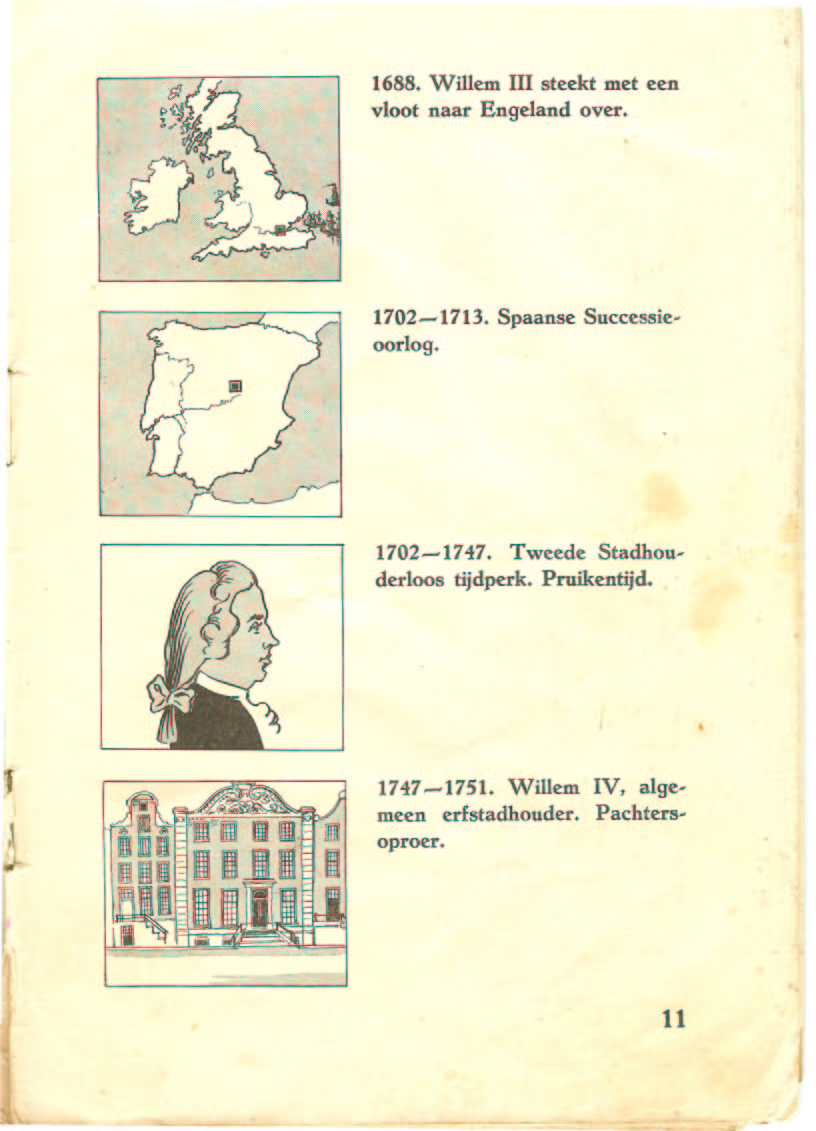 1688. Willem III steekt met een
vloot naar Engeland over.
1702—1713. Spaanse Successie-
oorlog.
1702—1747. Tweede Stadhou-
derloos tijdperk. Pruikentijd.
1747—1751. Willem IV, alge-
meen erfstadhouder. Pachters-
oproer.
11